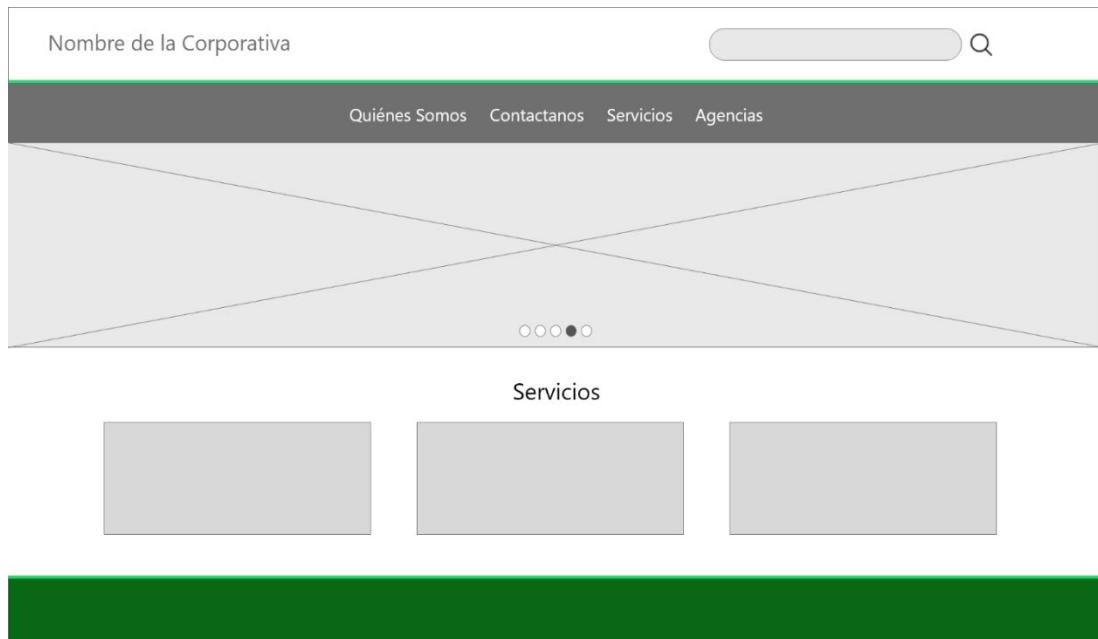 Nombre de la Corporativa
Quiénes Somos Contactanos Servicios Agencias
Servicios